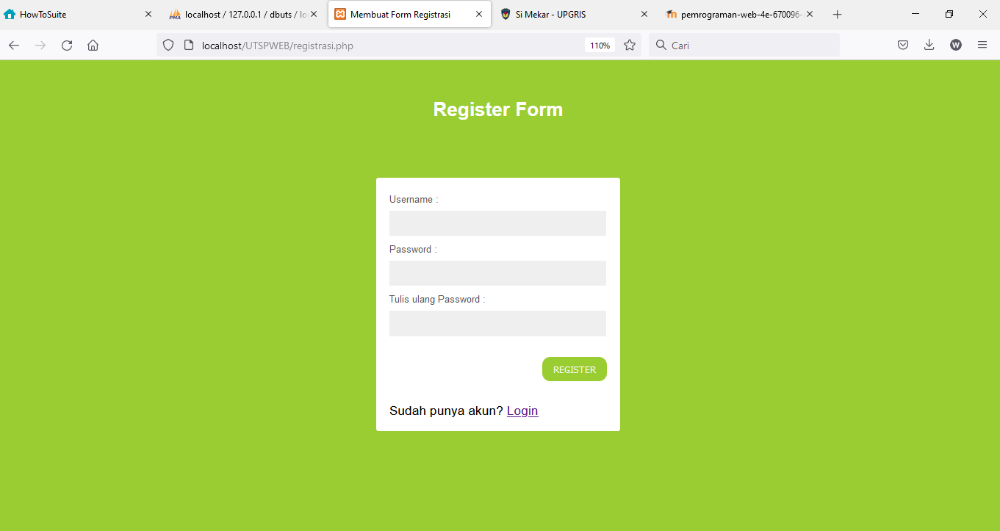 HowToSuite
localhost / 127.0.0.1 / dbuts /
Membuat Form Registrasi
Si Mekar - UPGRIS
pemrograman-web-4e-670096-
localhost/UTSPWEB/registrasi.php
110%
Cari
W
Register Form
Username :
Password :
Tulis ulang Password :
REGISTER
Sudah punya akun? Login